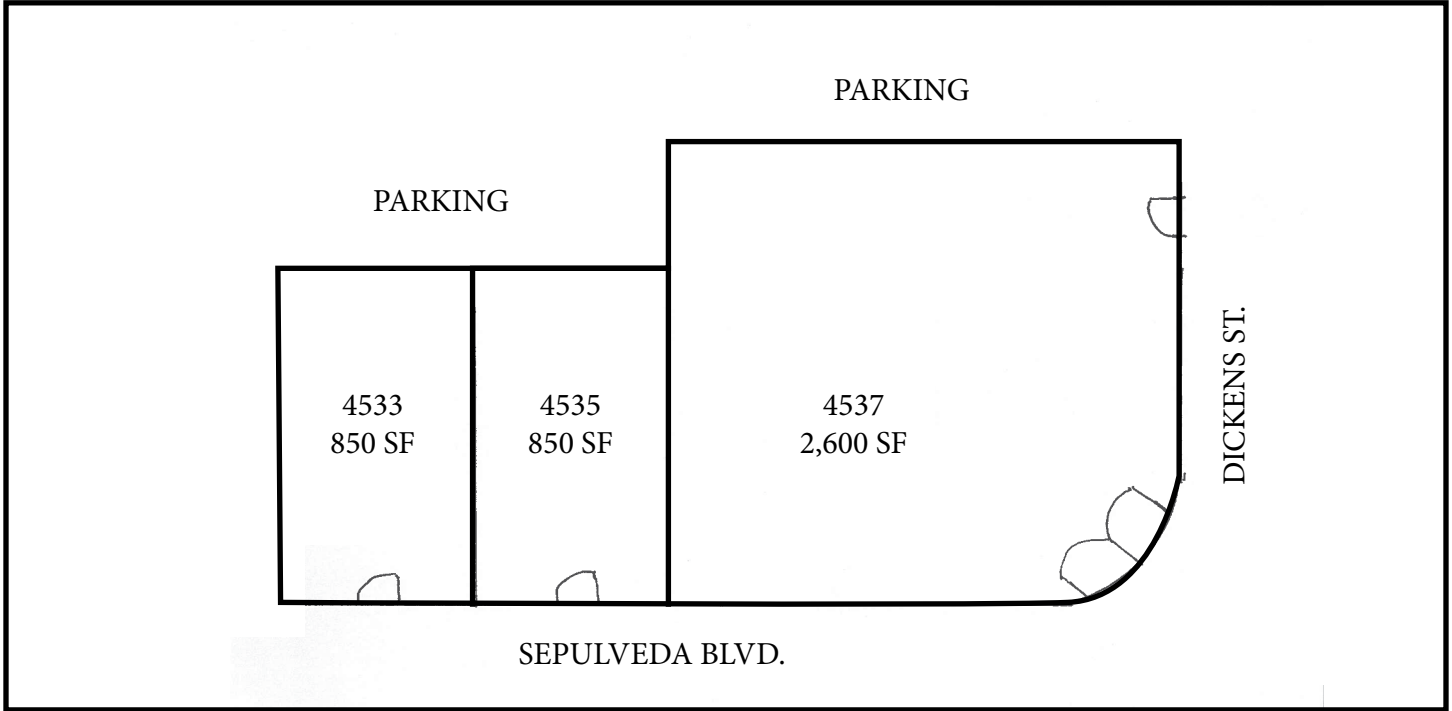 PARKING
PARKING
4533
850 SF
4535
850 SF
4537
2,600 SF
DICKENS ST.
SEPULVEDA BLVD.